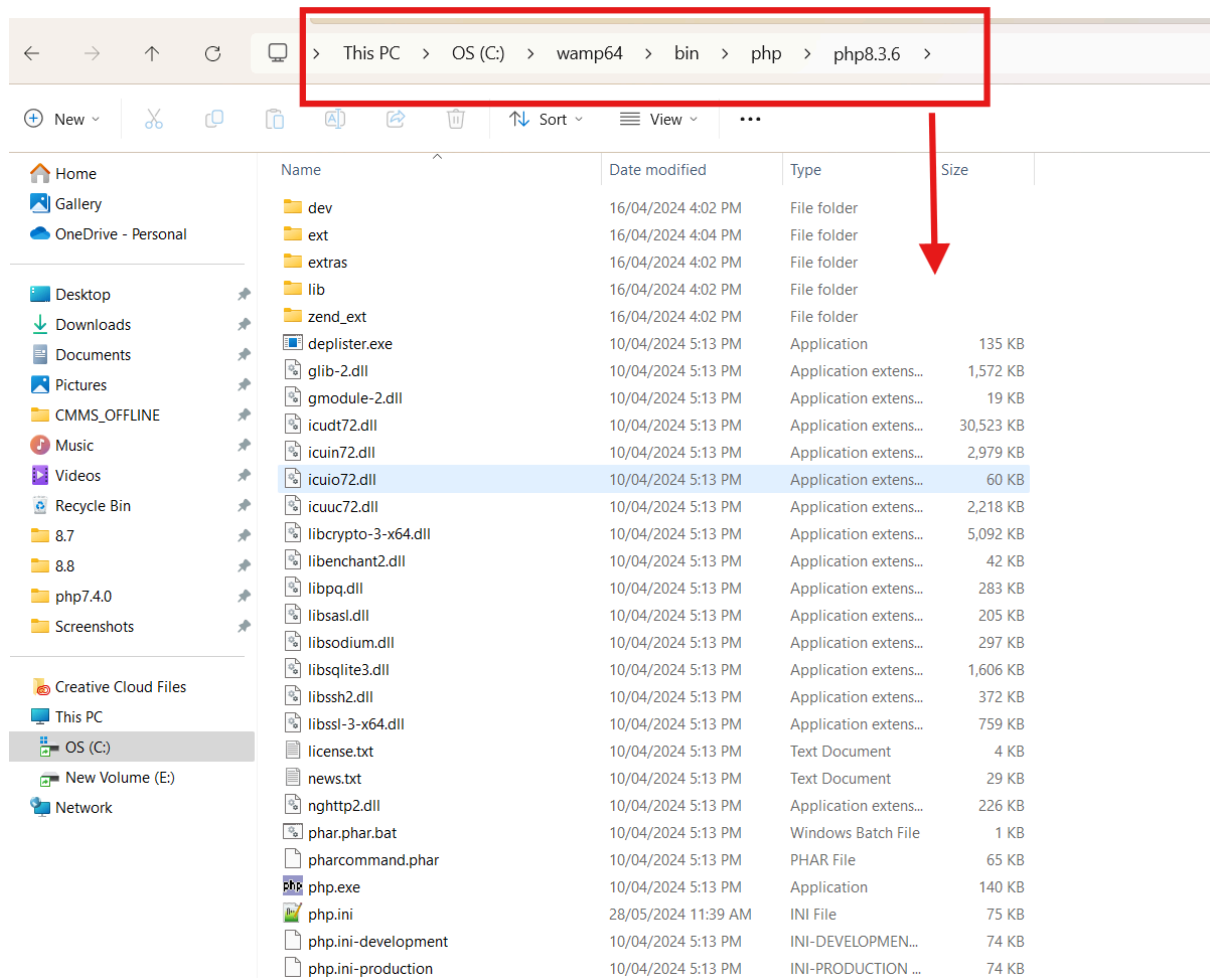 This PC > OS (C:) > wamp64 > bin > php > php8.3.6 >
New Sort View
Home
Gallery
OneDrive - Personal
Desktop
Downloads
Documents
Pictures
CMMS_OFFLINE
Music
Videos
Recycle Bin
8.7
8.8
php7.4.0
Screenshots
Creative Cloud Files
This PC
OS (C:)
New Volume (E:)
Network
Name Date modified Type Size
dev 16/04/2024 4:02 PM File folder
ext 16/04/2024 4:04 PM File folder
extras 16/04/2024 4:02 PM File folder
lib 16/04/2024 4:02 PM File folder
zend_ext 16/04/2024 4:02 PM File folder
deplister.exe 10/04/2024 5:13 PM Application 135 KB
glib-2.dll 10/04/2024 5:13 PM Application extens... 1,572 KB
gmodule-2.dll 10/04/2024 5:13 PM Application extens... 19 KB
icudt72.dll 10/04/2024 5:13 PM Application extens... 30,523 KB
icuin72.dll 10/04/2024 5:13 PM Application extens... 2,979 KB
icuio72.dll 10/04/2024 5:13 PM Application extens... 60 KB
icuuc72.dll 10/04/2024 5:13 PM Application extens... 2,218 KB
libcrypto-3-x64.dll 10/04/2024 5:13 PM Application extens... 5,092 KB
libenchant2.dll 10/04/2024 5:13 PM Application extens... 42 KB
libpq.dll 10/04/2024 5:13 PM Application extens... 283 KB
libsasl.dll 10/04/2024 5:13 PM Application extens... 205 KB
libsodium.dll 10/04/2024 5:13 PM Application extens... 297 KB
libsqlite3.dll 10/04/2024 5:13 PM Application extens... 1,606 KB
libssh2.dll 10/04/2024 5:13 PM Application extens... 372 KB
libssl-3-x64.dll 10/04/2024 5:13 PM Application extens... 759 KB
license.txt 10/04/2024 5:13 PM Text Document 4 KB
news.txt 10/04/2024 5:13 PM Text Document 29 KB
nghttp2.dll 10/04/2024 5:13 PM Application extens... 226 KB
phar.phar.bat 10/04/2024 5:13 PM Windows Batch File 1 KB
pharcommand.phar 10/04/2024 5:13 PM PHAR File 65 KB
php php.exe 10/04/2024 5:13 PM Application 140 KB
php.ini 28/05/2024 11:39 AM INI File 75 KB
php.ini-development 10/04/2024 5:13 PM INI-DEVELOPMEN... 74 KB
php.ini-production 10/04/2024 5:13 PM INI-PRODUCTION ... 74 KB